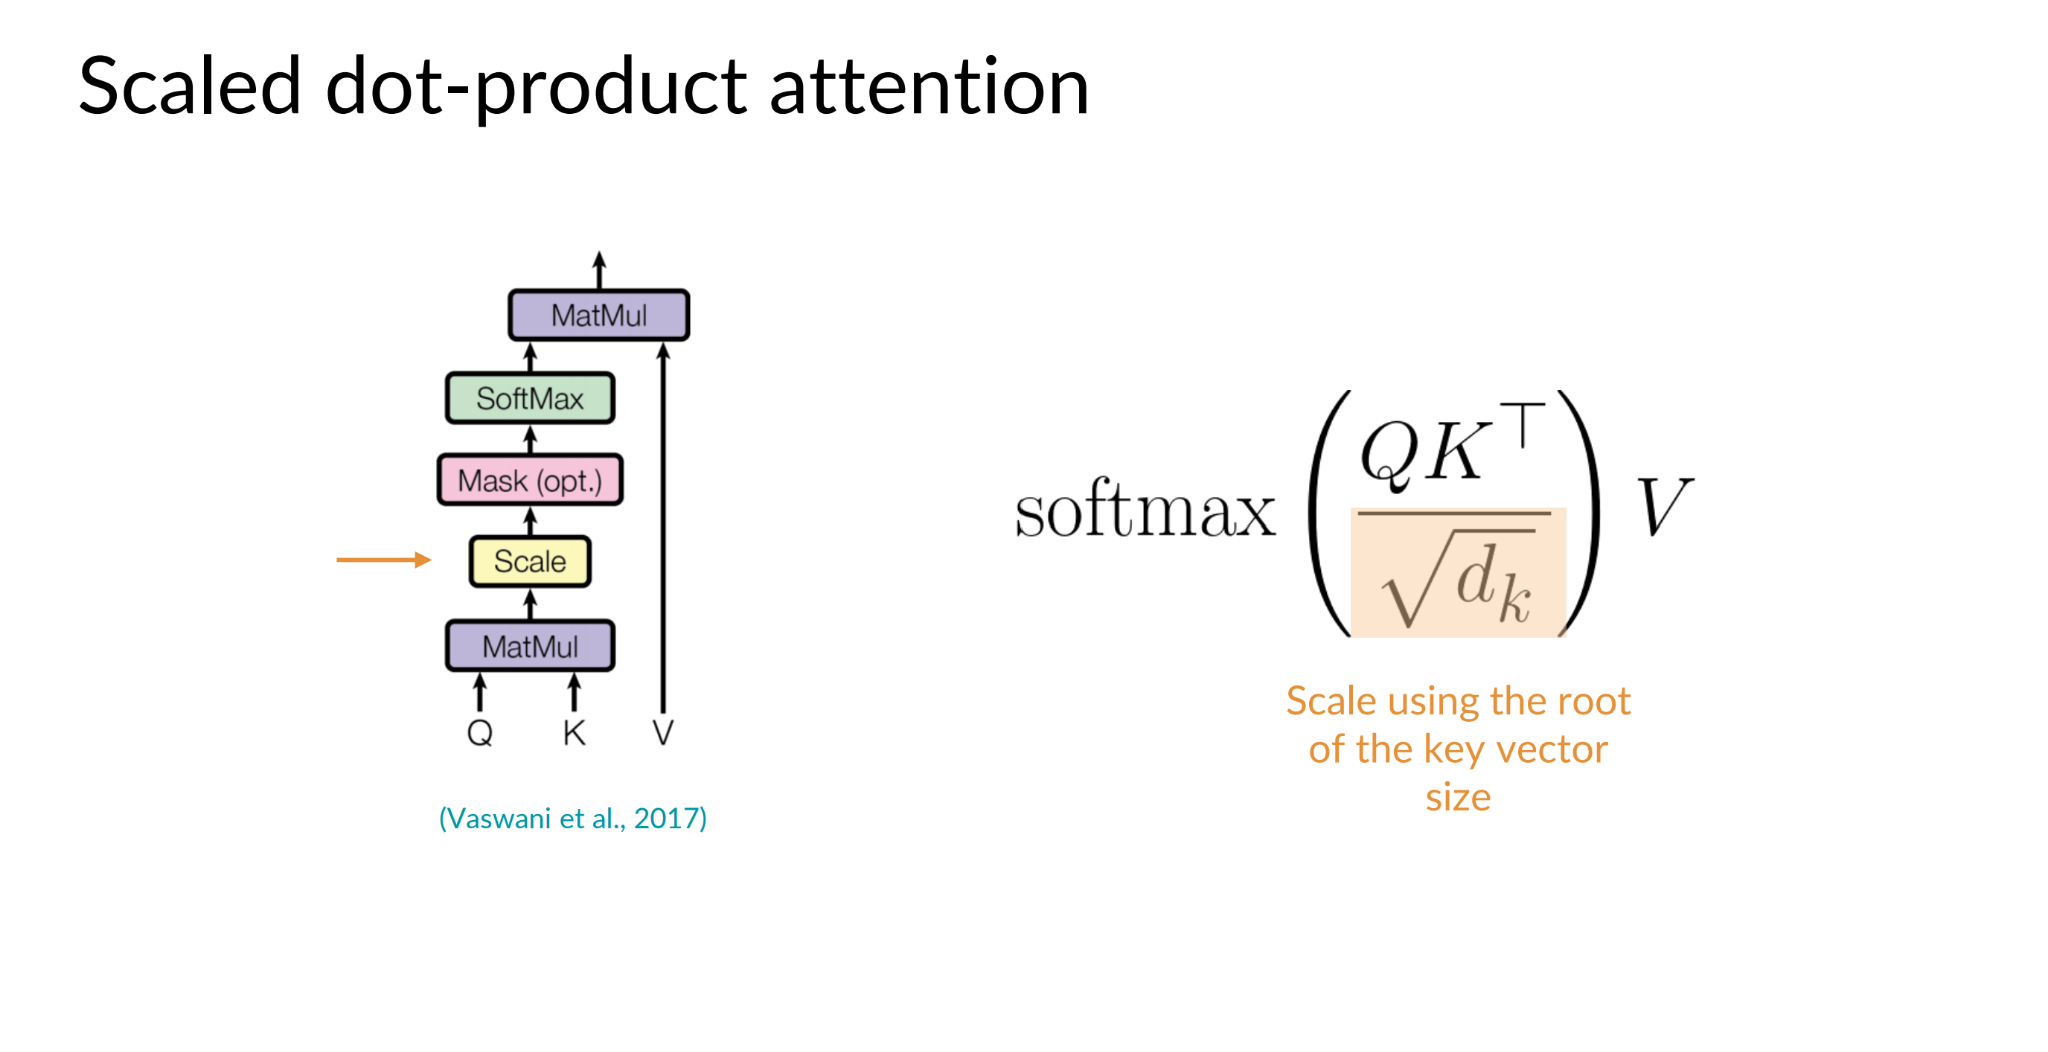 Scaled dot-product attention
MatMul
SoftMax
Mask (opt.)
Scale
MatMul
Q K V
(Vaswani et al., 2017)
softmax(QK⊤/√dk)V
Scale using the root
of the key vector
size